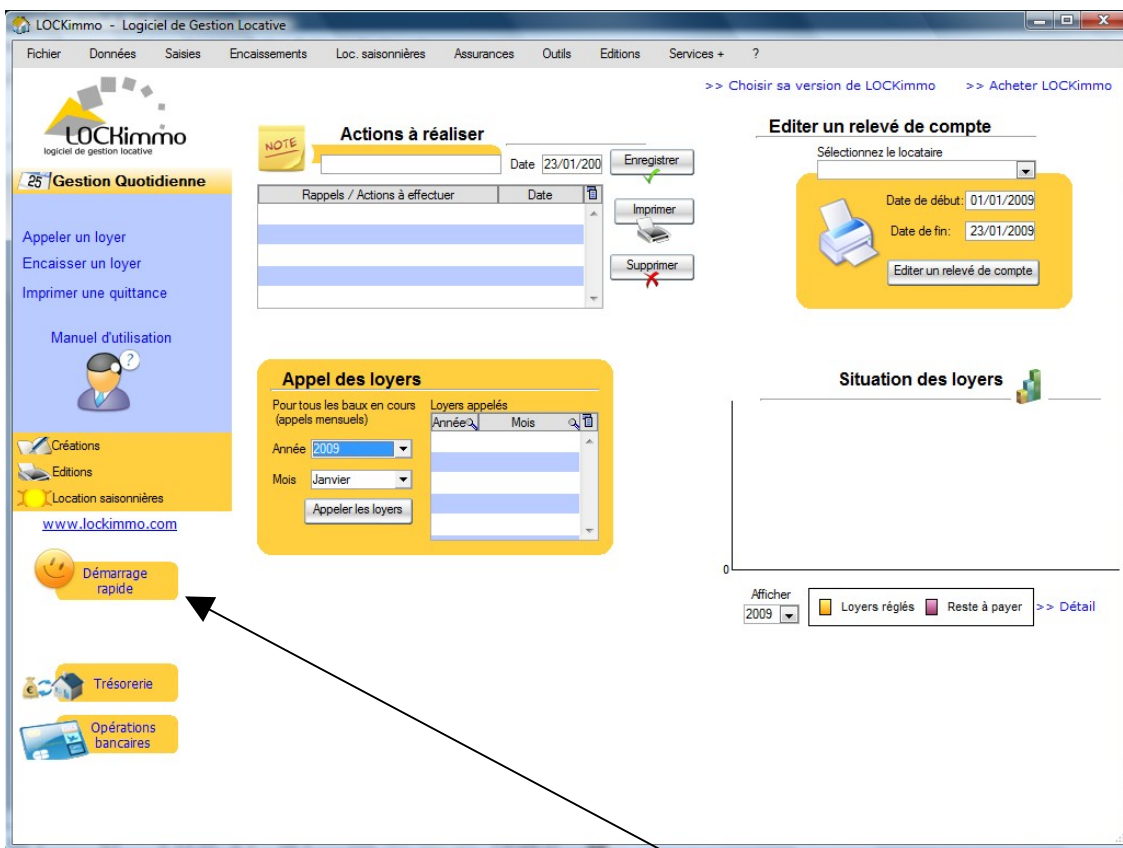 LOCKimmo - Logiciel de Gestion Locative
Fichier Données Saisies Encaissements Loc. saisonnières Assurances Outils Editions Services + ?
>> Choisir sa version de LOCKimmo >> Acheter LOCKimmo
LOCKimmo
logiciel de gestion locative
25 Gestion Quotidienne
Appeler un loyer
Encaisser un loyer
Imprimer une quittance
Manuel d'utilisation
?
Créations
Editions
Location saisonnières
www.lockimmo.com
Démarrage
rapide
Trésorerie
Opérations
bancaires
NOTE
Actions à réaliser
Date 23/01/200
Enregistrer
Rappels / Actions à effectuer Date
Imprimer
Supprimer
Editer un relevé de compte
Sélectionnez le locataire
Date de début: 01/01/2009
Date de fin: 23/01/2009
Editer un relevé de compte
Appel des loyers
Pour tous les baux en cours
(appels mensuels)
Année 2009
Mois Janvier
Appeler les loyers
Loyers appelés
Année Mois
Situation des loyers
0
Afficher
2009
Loyers réglés Reste à payer >> Détail